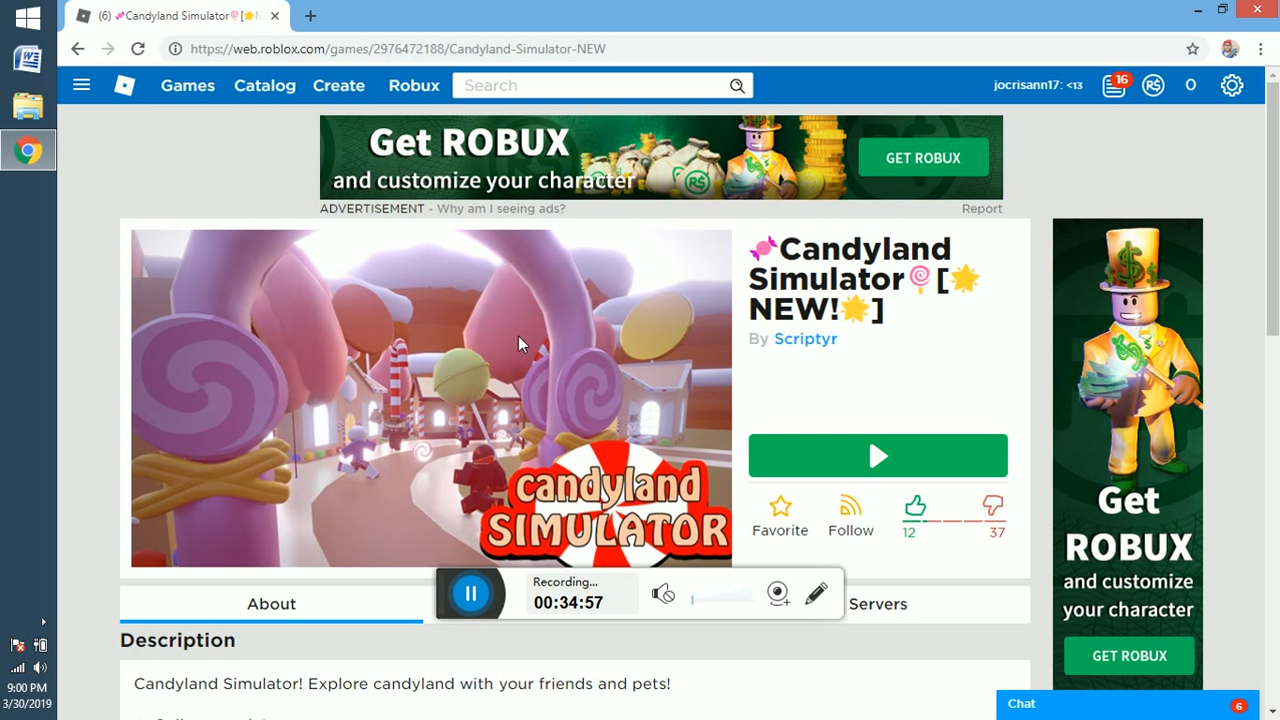 (6) 🍬Candyland Simulator🍭[🌟N
https://web.roblox.com/games/2976472188/Candyland-Simulator-NEW
Games Catalog Create Robux Search jocrisann17: <13 16 R$ 0
Get ROBUX
and customize your character
GET ROBUX
ADVERTISEMENT - Why am I seeing ads? Report
🍬Candyland
Simulator🍭[🌟
NEW!🌟]
By Scriptyr
candyland
SIMULATOR
Favorite Follow 12 37
Recording...
00:34:57
About Servers
Description
Candyland Simulator! Explore candyland with your friends and pets!
Get
ROBUX
and customize
your character
GET ROBUX
Chat 6
9:00 PM
3/30/2019